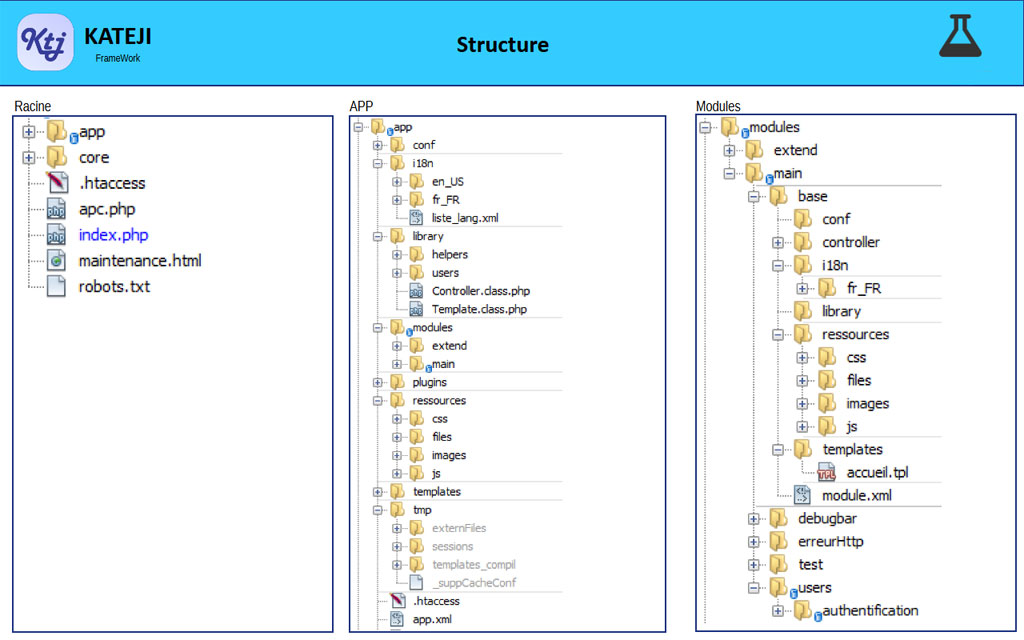 Ktj
KATEJI
FrameWork
Structure
Racine
app
core
.htaccess
apc.php
index.php
maintenance.html
robots.txt
APP
app
conf
i18n
en_US
fr_FR
liste_lang.xml
library
helpers
users
Controller.class.php
Template.class.php
modules
extend
main
plugins
ressources
css
files
images
js
templates
tmp
externFiles
sessions
templates_compil
_suppCacheConf
.htaccess
app.xml
Modules
modules
extend
main
base
conf
controller
i18n
fr_FR
library
ressources
css
files
images
js
templates
accueil.tpl
module.xml
debugbar
erreurHttp
test
users
authentification